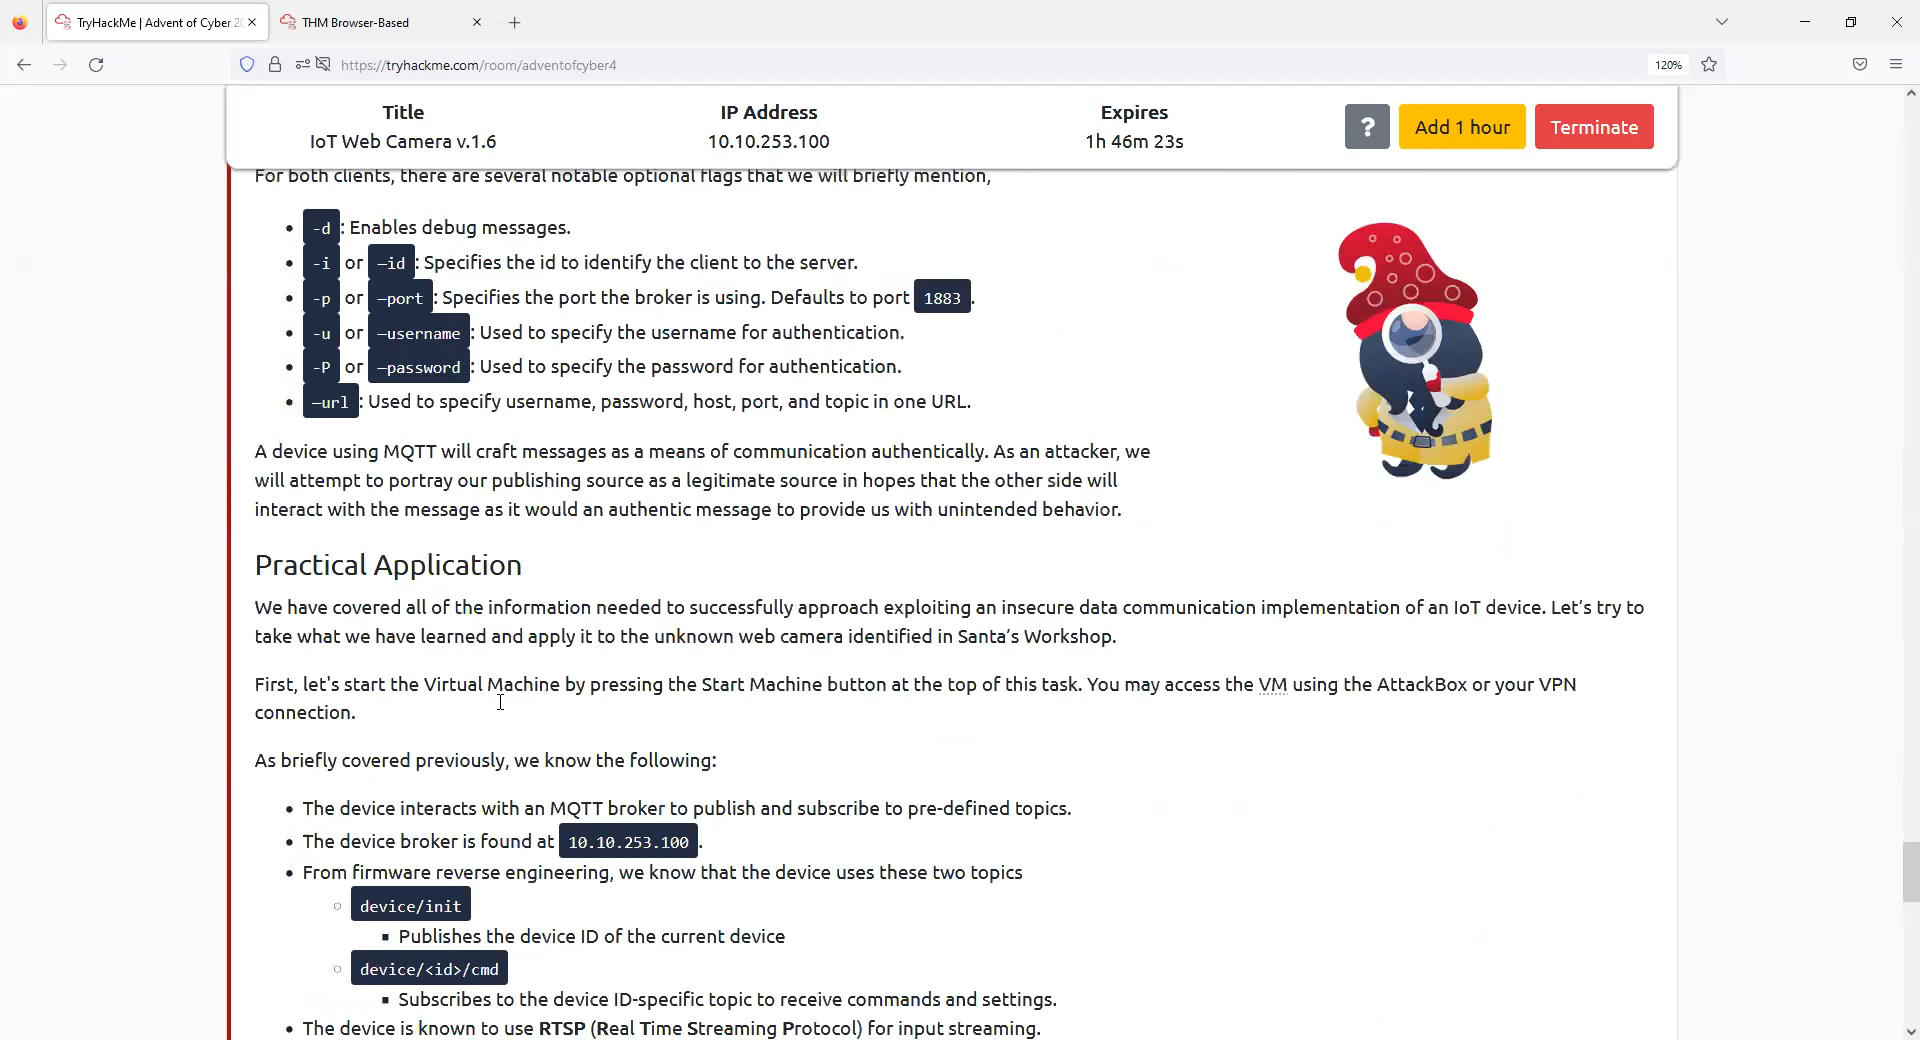 TryHackMe | Advent of Cyber 20
THM Browser-Based
https://tryhackme.com/room/adventofcyber4
120%
Title
IP Address
Expires
IoT Web Camera v.1.6
10.10.253.100
1h 46m 23s
?
Add 1 hour
Terminate
For both clients, there are several notable optional flags that we will briefly mention,
-d : Enables debug messages.
-i or —id : Specifies the id to identify the client to the server.
-p or —port : Specifies the port the broker is using. Defaults to port 1883 .
-u or —username : Used to specify the username for authentication.
-P or —password : Used to specify the password for authentication.
—url : Used to specify username, password, host, port, and topic in one URL.
A device using MQTT will craft messages as a means of communication authentically. As an attacker, we
will attempt to portray our publishing source as a legitimate source in hopes that the other side will
interact with the message as it would an authentic message to provide us with unintended behavior.
Practical Application
We have covered all of the information needed to successfully approach exploiting an insecure data communication implementation of an IoT device. Let’s try to
take what we have learned and apply it to the unknown web camera identified in Santa’s Workshop.
First, let's start the Virtual Machine by pressing the Start Machine button at the top of this task. You may access the VM using the AttackBox or your VPN
connection.
As briefly covered previously, we know the following:
The device interacts with an MQTT broker to publish and subscribe to pre-defined topics.
The device broker is found at 10.10.253.100 .
From firmware reverse engineering, we know that the device uses these two topics
device/init
Publishes the device ID of the current device
device/<id>/cmd
Subscribes to the device ID-specific topic to receive commands and settings.
The device is known to use RTSP (Real Time Streaming Protocol) for input streaming.